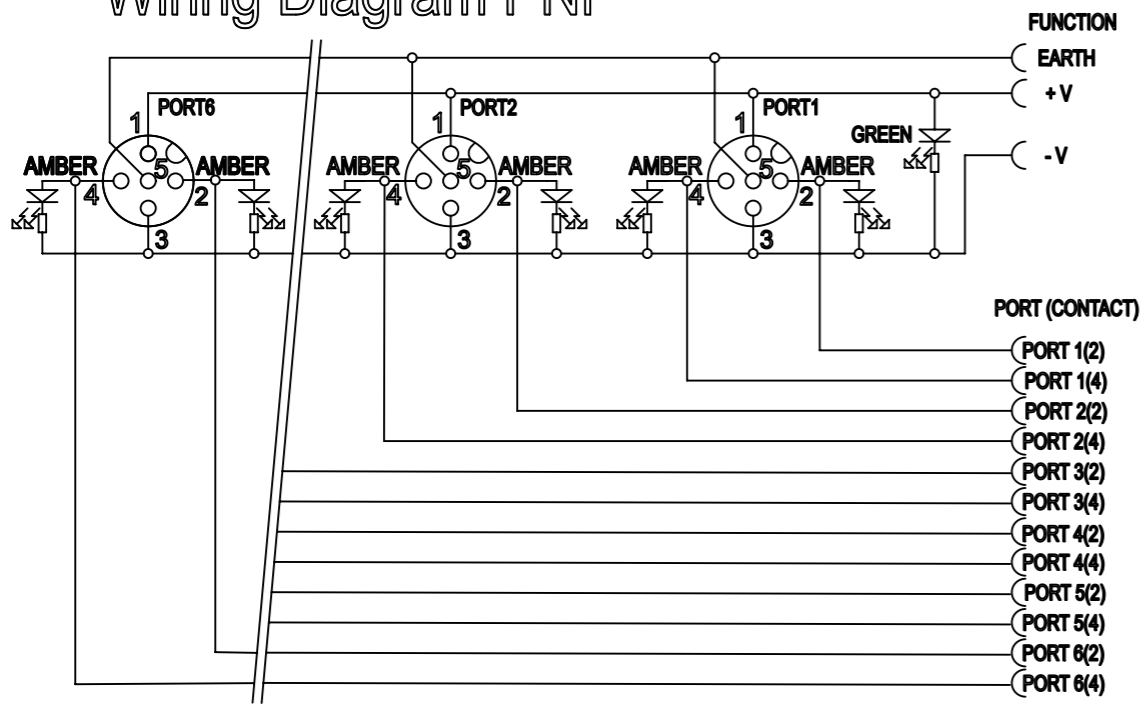 Wiring Diagram PNP
FUNCTION
EARTH
+ V
- V
PORT6
PORT2
PORT1
GREEN
1
1
1
AMBER
5
AMBER
AMBER
5
AMBER
AMBER
5
AMBER
4
2
4
2
4
2
3
3
3
PORT (CONTACT)
PORT 1(2)
PORT 1(4)
PORT 2(2)
PORT 2(4)
PORT 3(2)
PORT 3(4)
PORT 4(2)
PORT 4(4)
PORT 5(2)
PORT 5(4)
PORT 6(2)
PORT 6(4)